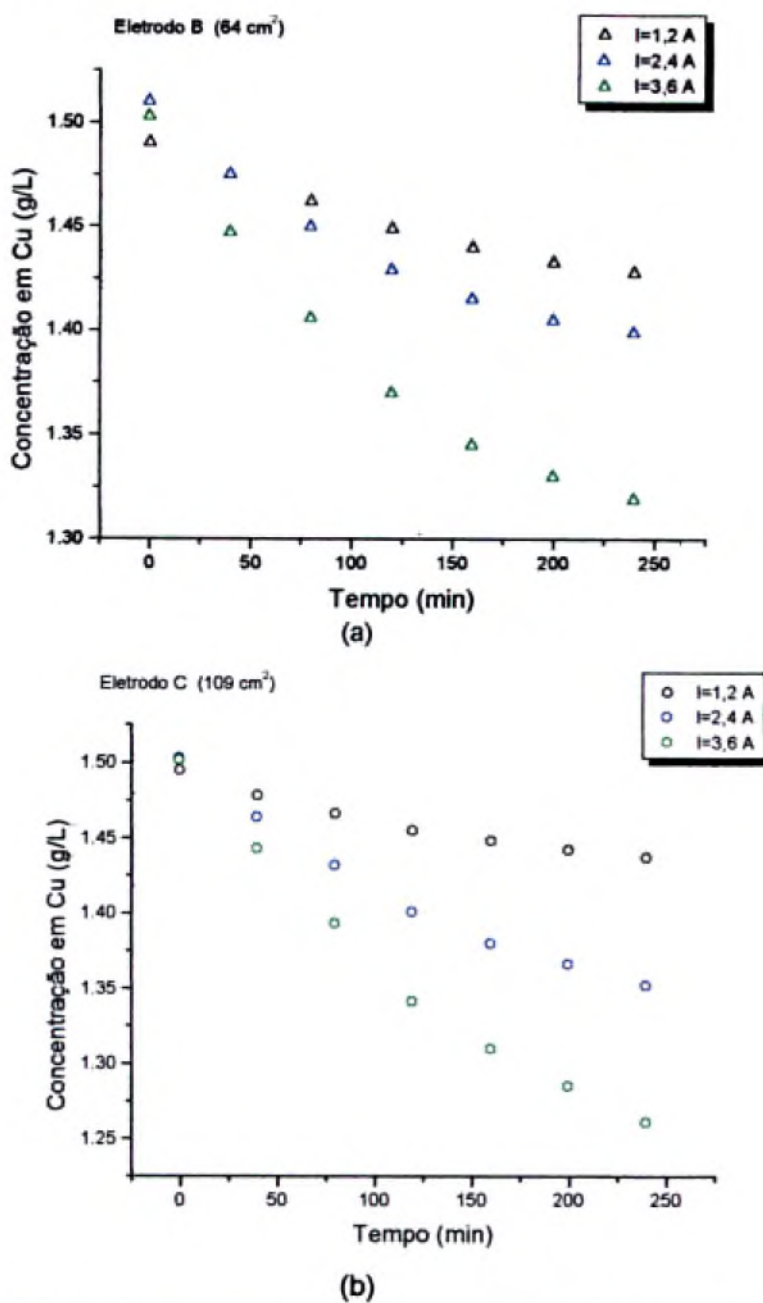 Eletrodo B (64 cm²)
I=1,2 A
I=2,4 A
I=3,6 A
Concentração em Cu (g/L)
1.50
1.45
1.40
1.35
1.30
0
50
100
150
200
250
Tempo (min)
(a)
Eletrodo C (109 cm²)
I=1,2 A
I=2,4 A
I=3,6 A
Concentração em Cu (g/L)
1.50
1.45
1.40
1.35
1.30
1.25
0
50
100
150
200
250
Tempo (min)
(b)